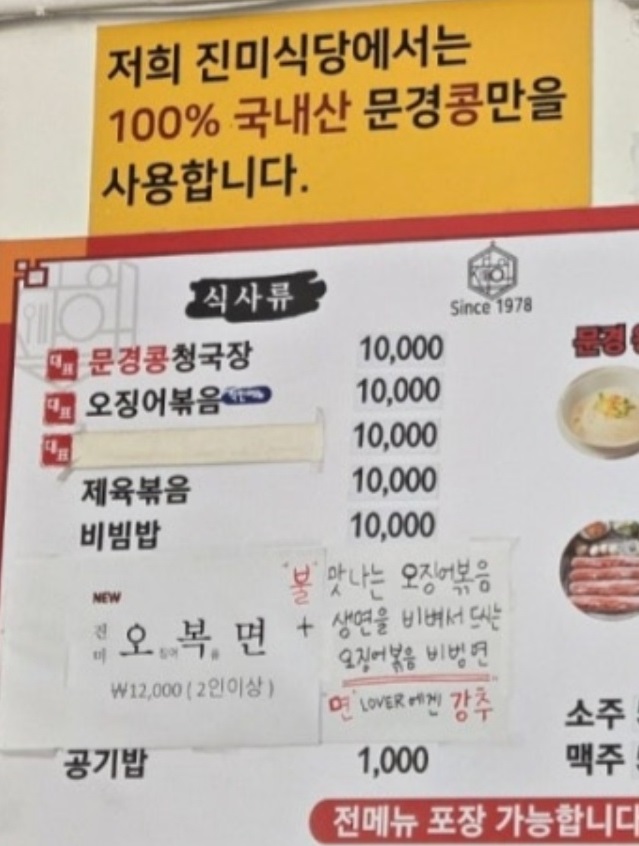 저희 진미식당에서는
100% 국내산 문경콩만을
사용합니다.
식사류
Since 1978
대표 문경콩청국장 10,000
대표 오징어볶음 10,000
대표 10,000
제육볶음 10,000
비빔밥 10,000
문경
NEW
진미 오징어복음면
₩12,000 (2인이상)
"불"맛나는 오징어볶음
+ 생면을 비벼서 드시는
오징어볶음 비빔면
"면"LOVER에겐 강추
공기밥 1,000
소주
맥주
전메뉴 포장 가능합니다